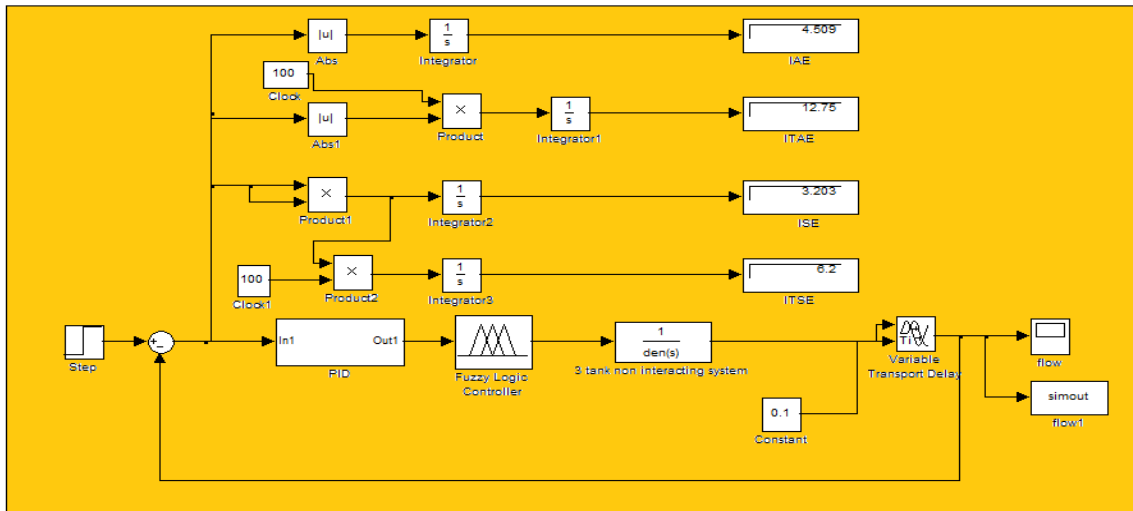 |u|
Abs
1
s
Integrator
4.509
IAE
100
Clock
|u|
Abs1
×
Product
1
s
Integrator1
12.75
ITAE
×
Product1
1
s
Integrator2
3.203
ISE
100
Clock1
×
Product2
1
s
Integrator3
6.2
ITSE
Step
+
−
In1
Out1
PID
Fuzzy Logic
Controller
1
den(s)
3 tank non interacting system
0.1
Constant
Ti
Variable
Transport Delay
flow
simout
flow1